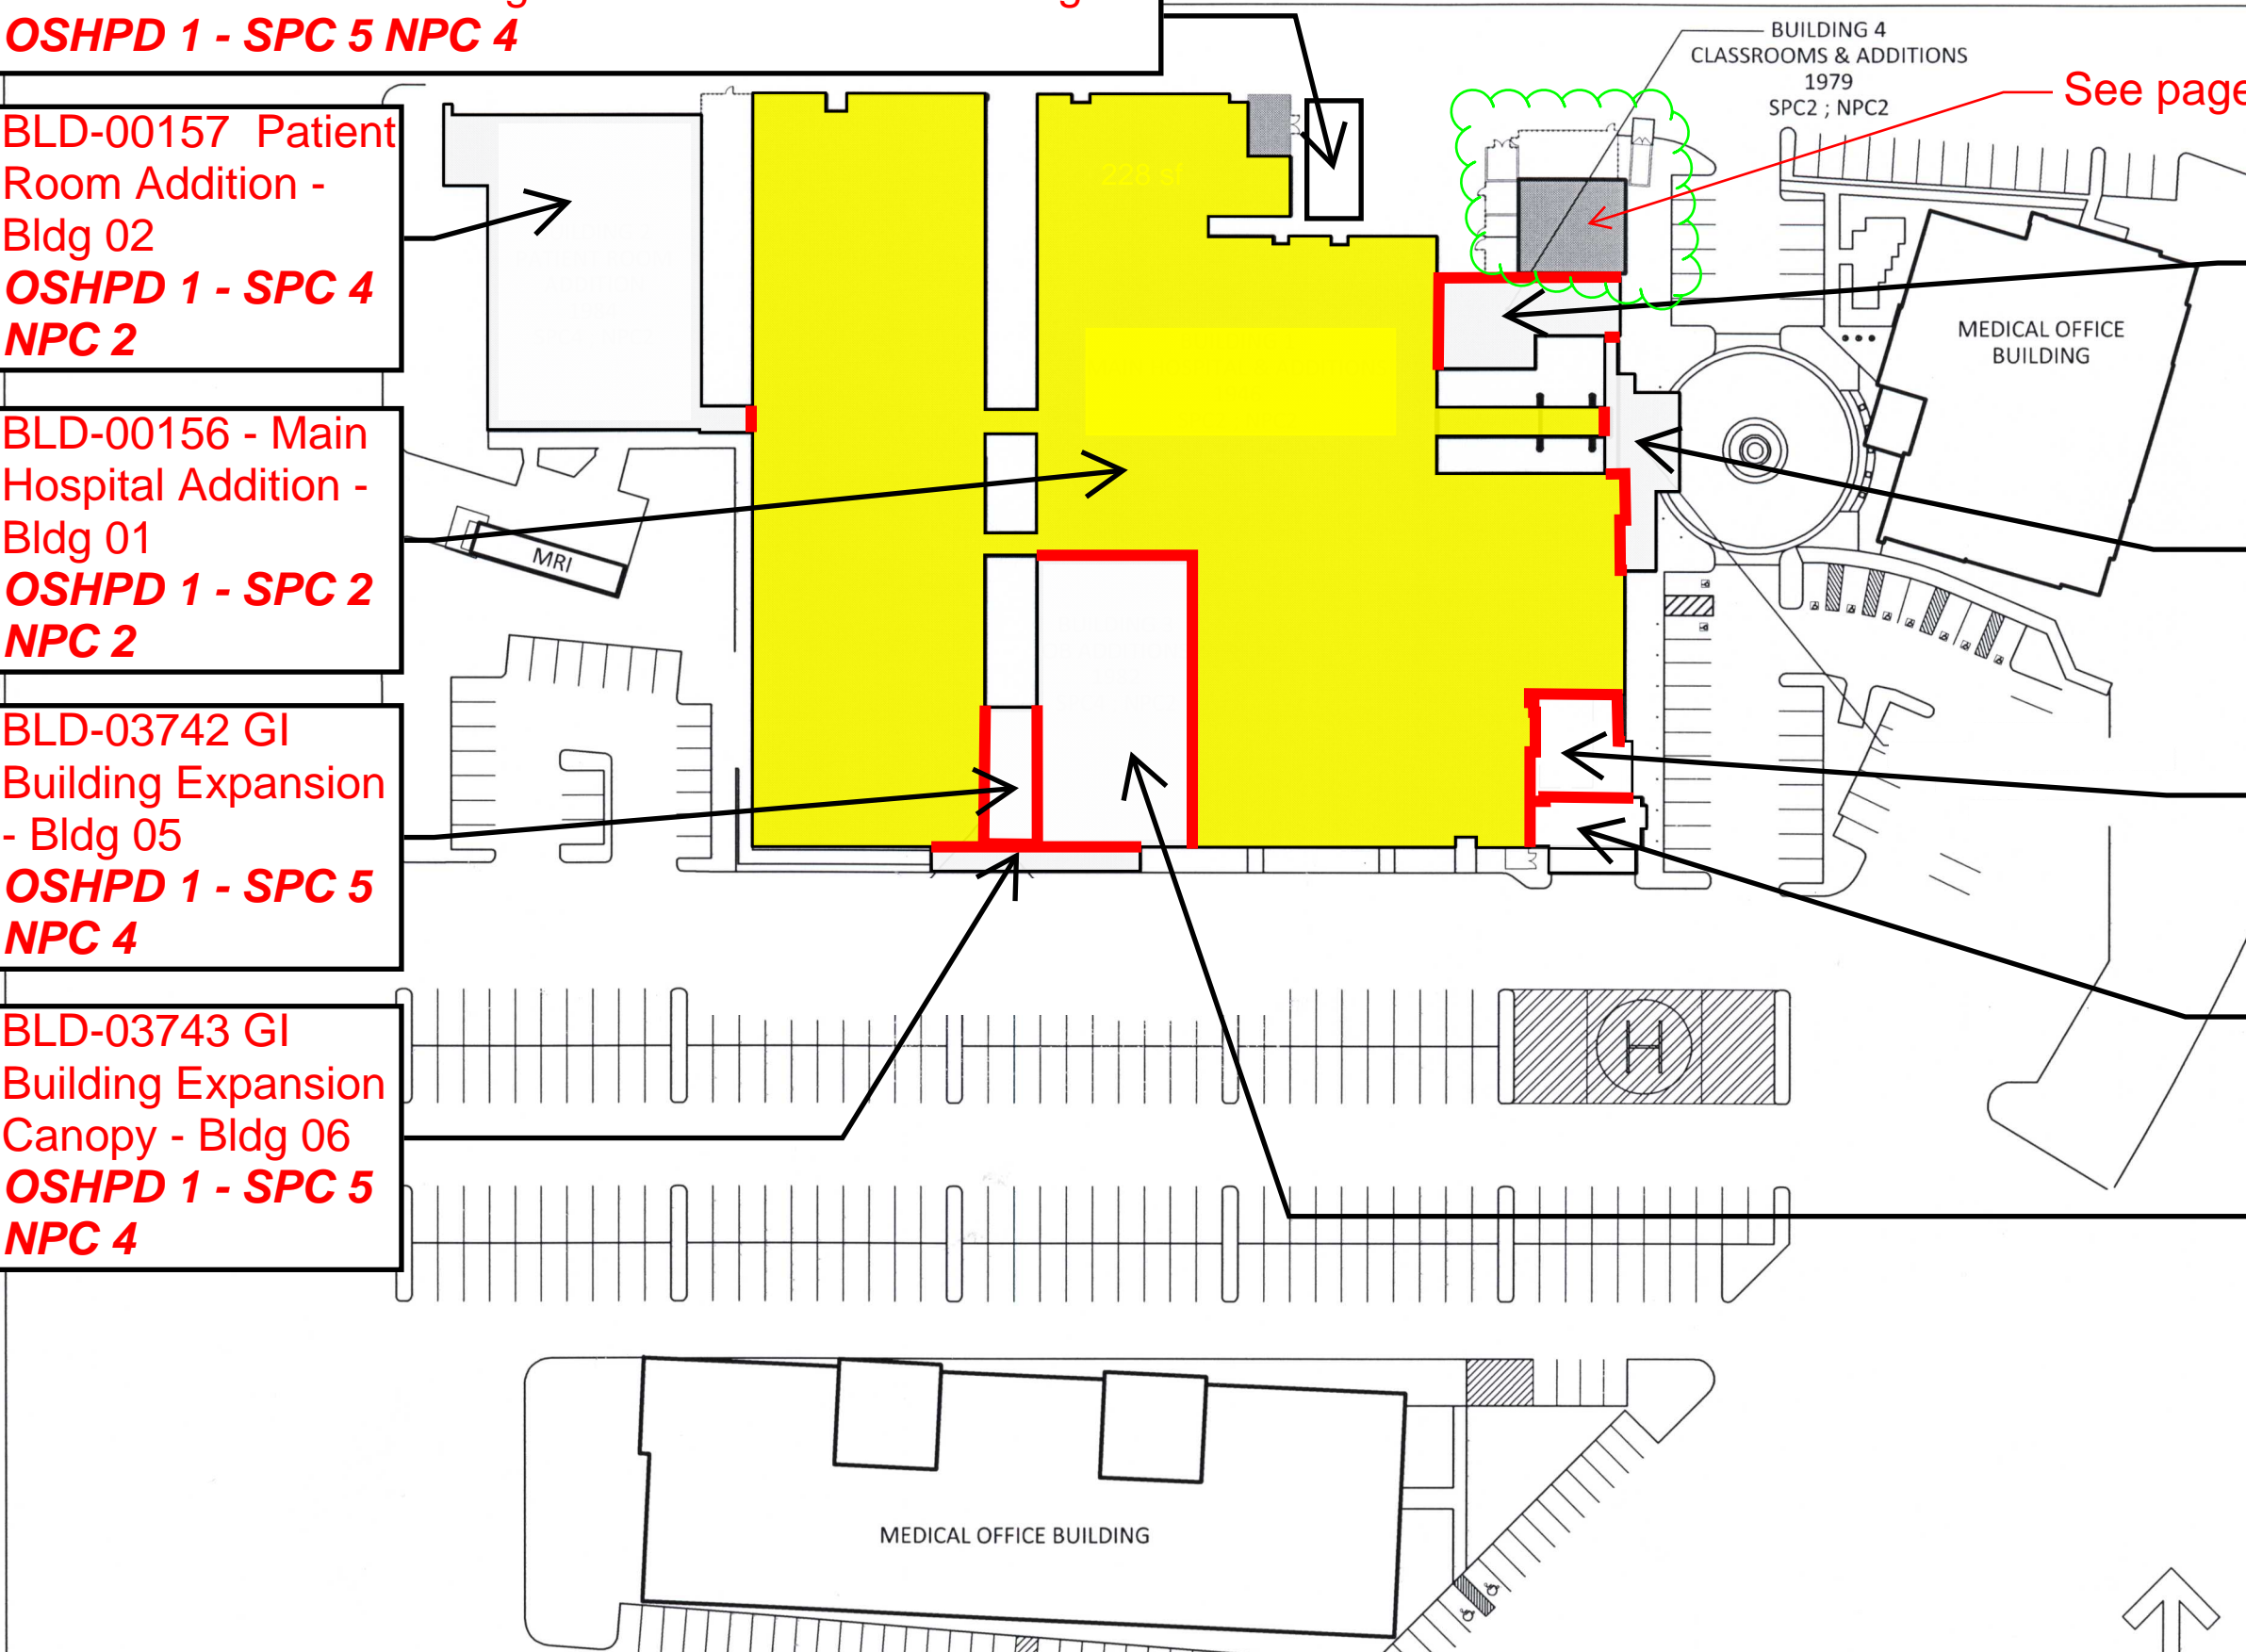 OSHPD 1 - SPC 5 NPC 4
BUILDING 4
CLASSROOMS & ADDITIONS
1979
SPC2 ; NPC2
See page
BLD-00157 Patient
Room Addition -
Bldg 02
OSHPD 1 - SPC 4
NPC 2
228 sf
MEDICAL OFFICE
BUILDING
BLD-00156 - Main
Hospital Addition -
Bldg 01
OSHPD 1 - SPC 2
NPC 2
MRI
BLD-03742 GI
Building Expansion
- Bldg 05
OSHPD 1 - SPC 5
NPC 4
BLD-03743 GI
Building Expansion
Canopy - Bldg 06
OSHPD 1 - SPC 5
NPC 4
H
MEDICAL OFFICE BUILDING